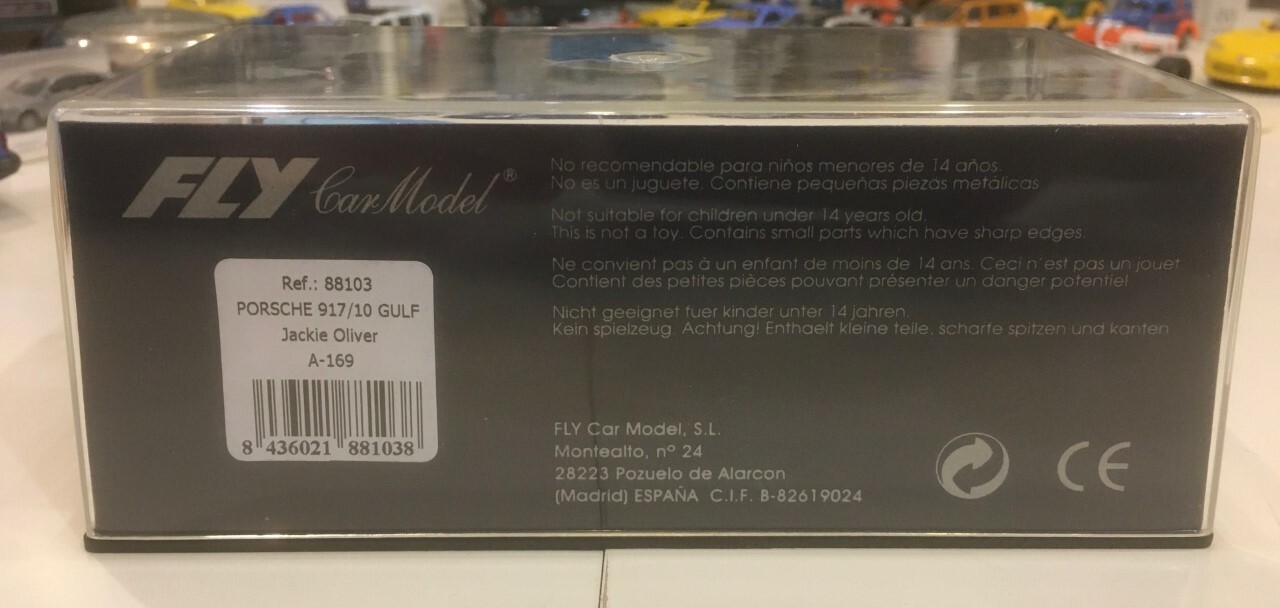 FLY Car Model®
Ref.: 88103
PORSCHE 917/10 GULF
Jackie Oliver
A-169
8 436021 881038
No recomendable para niños menores de 14 años.
No es un juguete. Contiene pequeñas piezas metálicas
Not suitable for children under 14 years old.
This is not a toy. Contains small parts which have sharp edges.
Ne convient pas à un enfant de moins de 14 ans. Ceci n'est pas un jouet
Contient des petites pièces pouvant présenter un danger potentiel
Nicht geeignet fuer kinder unter 14 jahren.
Kein spielzeug. Achtung! Enthaelt kleine teile, scharfe spitzen und kanten
FLY Car Model, S.L.
Montealto, nº 24
28223 Pozuelo de Alarcon
(Madrid) ESPAÑA C.I.F. B-82619024
CE